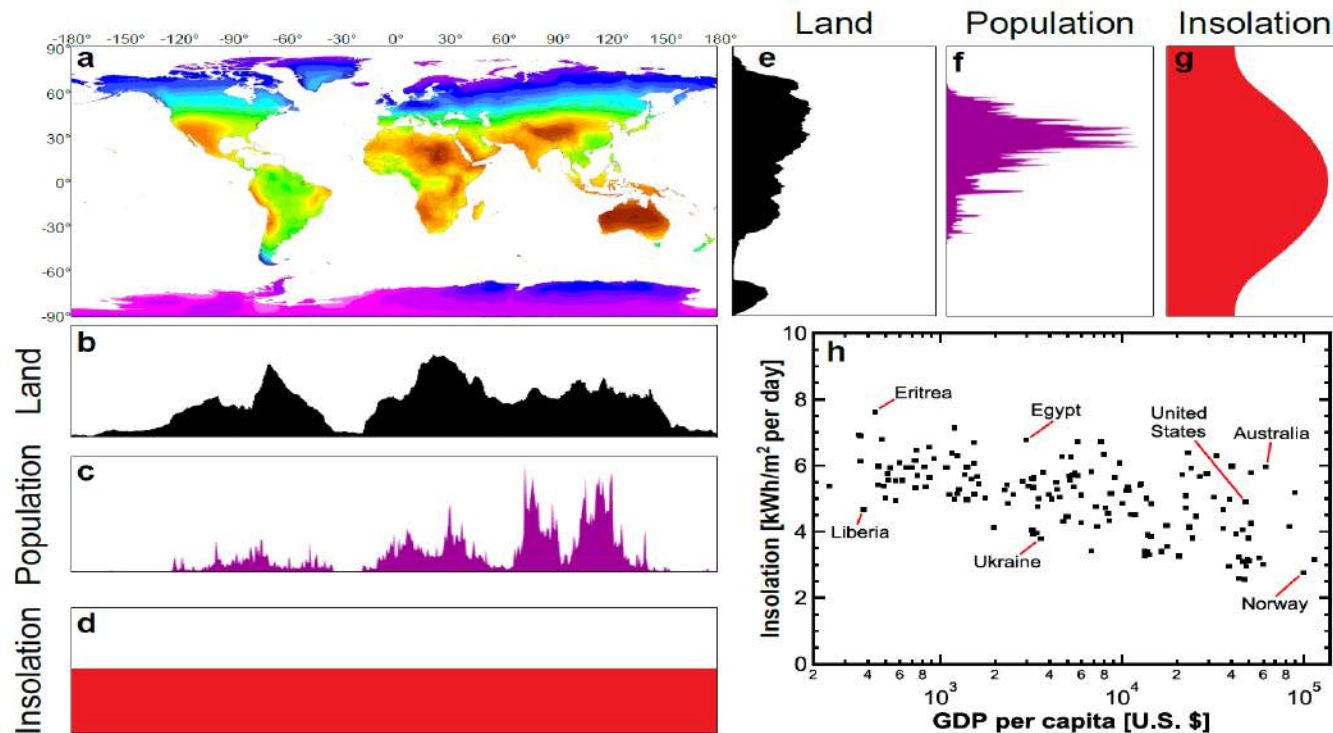 -180° -150° -120° -90° -60° -30° 0° 30° 60° 90° 120° 150° 180°
Land
Population
Insolation
90°
60°
30°
0°
-30°
-60°
-90°
a
e
f
g
b
Land
c
Population
d
Insolation
h
Insolation [kWh/m² per day]
10
8
6
4
2
0
Eritrea
Egypt
United
States
Australia
Liberia
Ukraine
Norway
2 4 6 8 2 4 6 8 2 4 6 8
10³ 10⁴ 10⁵
GDP per capita [U.S. $]